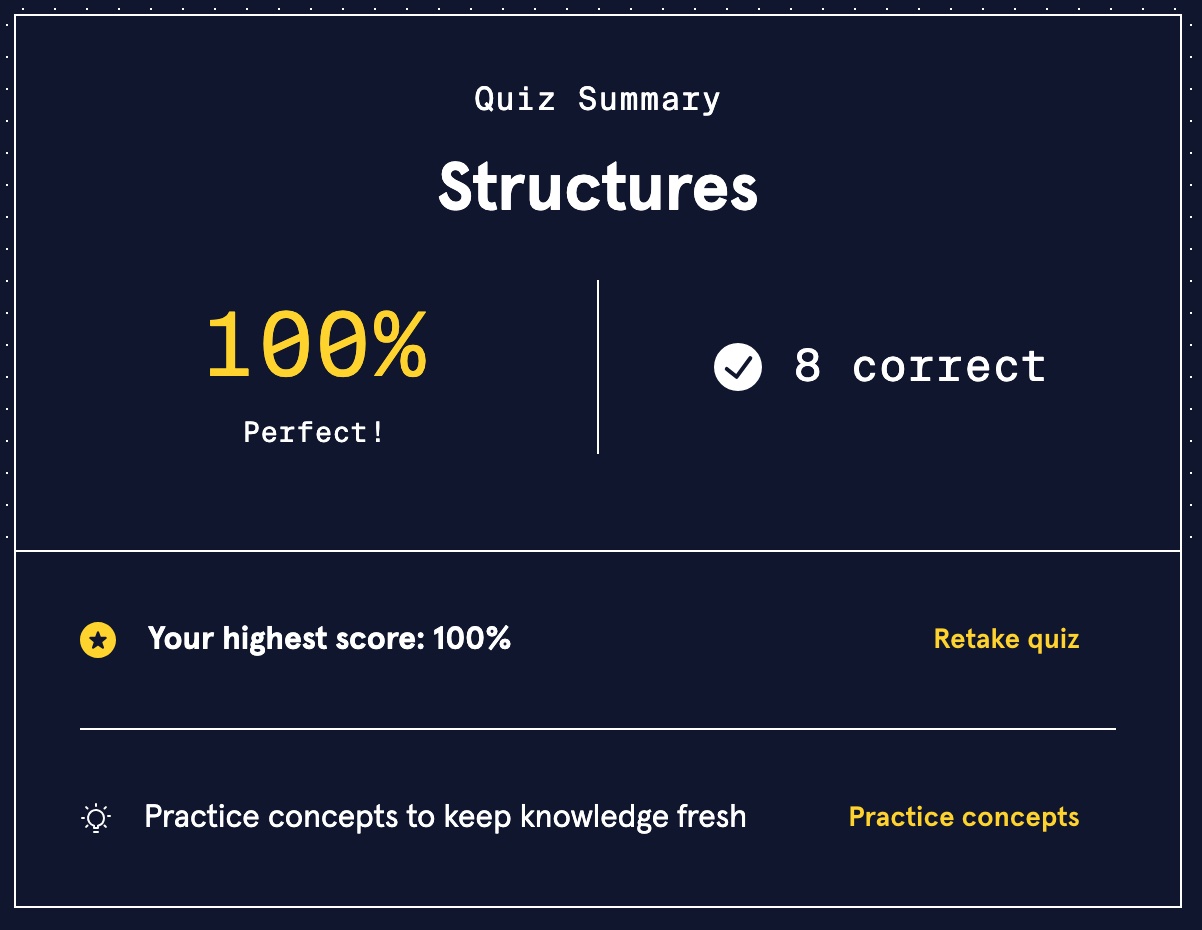 Quiz Summary
Structures
100%
Perfect!
8 correct
Your highest score: 100%
Retake quiz
Practice concepts to keep knowledge fresh
Practice concepts